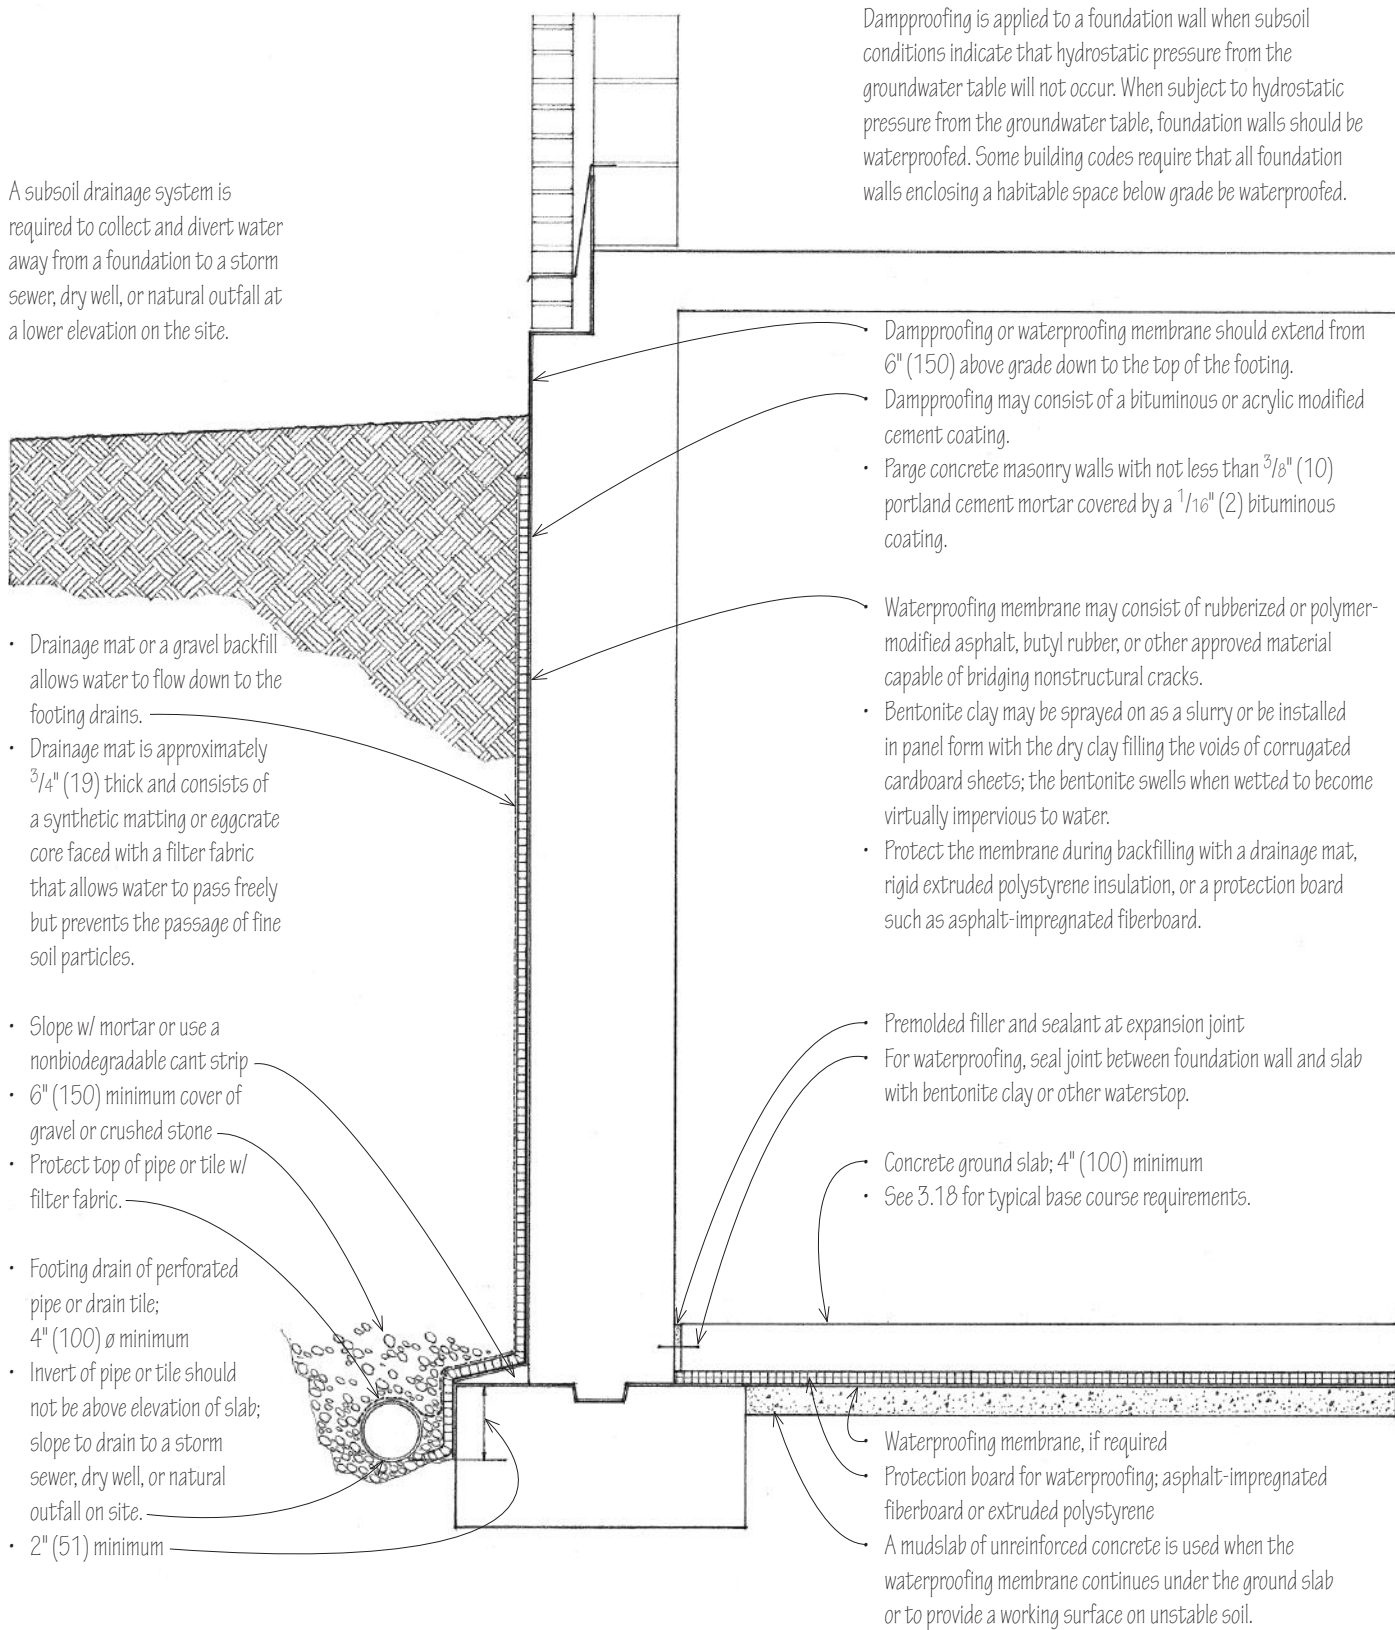 Dampproofing is applied to a foundation wall when subsoil
conditions indicate that hydrostatic pressure from the
groundwater table will not occur. When subject to hydrostatic
pressure from the groundwater table, foundation walls should be
waterproofed. Some building codes require that all foundation
walls enclosing a habitable space below grade be waterproofed.
A subsoil drainage system is
required to collect and divert water
away from a foundation to a storm
sewer, dry well, or natural outfall at
a lower elevation on the site.
• Dampproofing or waterproofing membrane should extend from
6" (150) above grade down to the top of the footing.
• Dampproofing may consist of a bituminous or acrylic modified
cement coating.
• Parge concrete masonry walls with not less than 3/8" (10)
portland cement mortar covered by a 1/16" (2) bituminous
coating.
• Waterproofing membrane may consist of rubberized or polymer-
modified asphalt, butyl rubber, or other approved material
capable of bridging nonstructural cracks.
• Bentonite clay may be sprayed on as a slurry or be installed
in panel form with the dry clay filling the voids of corrugated
cardboard sheets; the bentonite swells when wetted to become
virtually impervious to water.
• Protect the membrane during backfilling with a drainage mat,
rigid extruded polystyrene insulation, or a protection board
such as asphalt-impregnated fiberboard.
• Drainage mat or a gravel backfill
allows water to flow down to the
footing drains.
• Drainage mat is approximately
3/4" (19) thick and consists of
a synthetic matting or eggcrate
core faced with a filter fabric
that allows water to pass freely
but prevents the passage of fine
soil particles.
• Slope w/ mortar or use a
nonbiodegradable cant strip
• 6" (150) minimum cover of
gravel or crushed stone
• Protect top of pipe or tile w/
filter fabric.
• Footing drain of perforated
pipe or drain tile;
4" (100) ø minimum
• Invert of pipe or tile should
not be above elevation of slab;
slope to drain to a storm
sewer, dry well, or natural
outfall on site.
• 2" (51) minimum
• Premolded filler and sealant at expansion joint
• For waterproofing, seal joint between foundation wall and slab
with bentonite clay or other waterstop.
• Concrete ground slab; 4" (100) minimum
• See 3.18 for typical base course requirements.
• Waterproofing membrane, if required
• Protection board for waterproofing; asphalt-impregnated
fiberboard or extruded polystyrene
• A mudslab of unreinforced concrete is used when the
waterproofing membrane continues under the ground slab
or to provide a working surface on unstable soil.